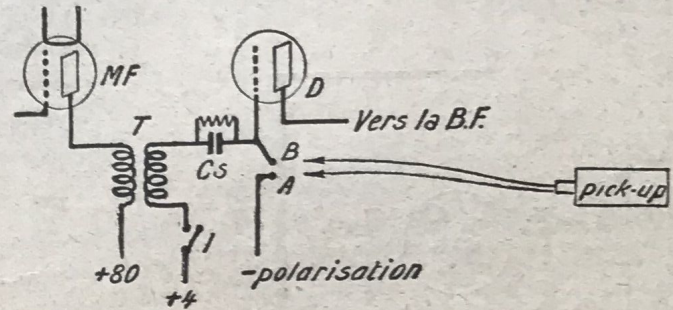 MF
D
T
Vers la B.F.
Cs
B
A
pick-up
I
+80
+4
-polarisation